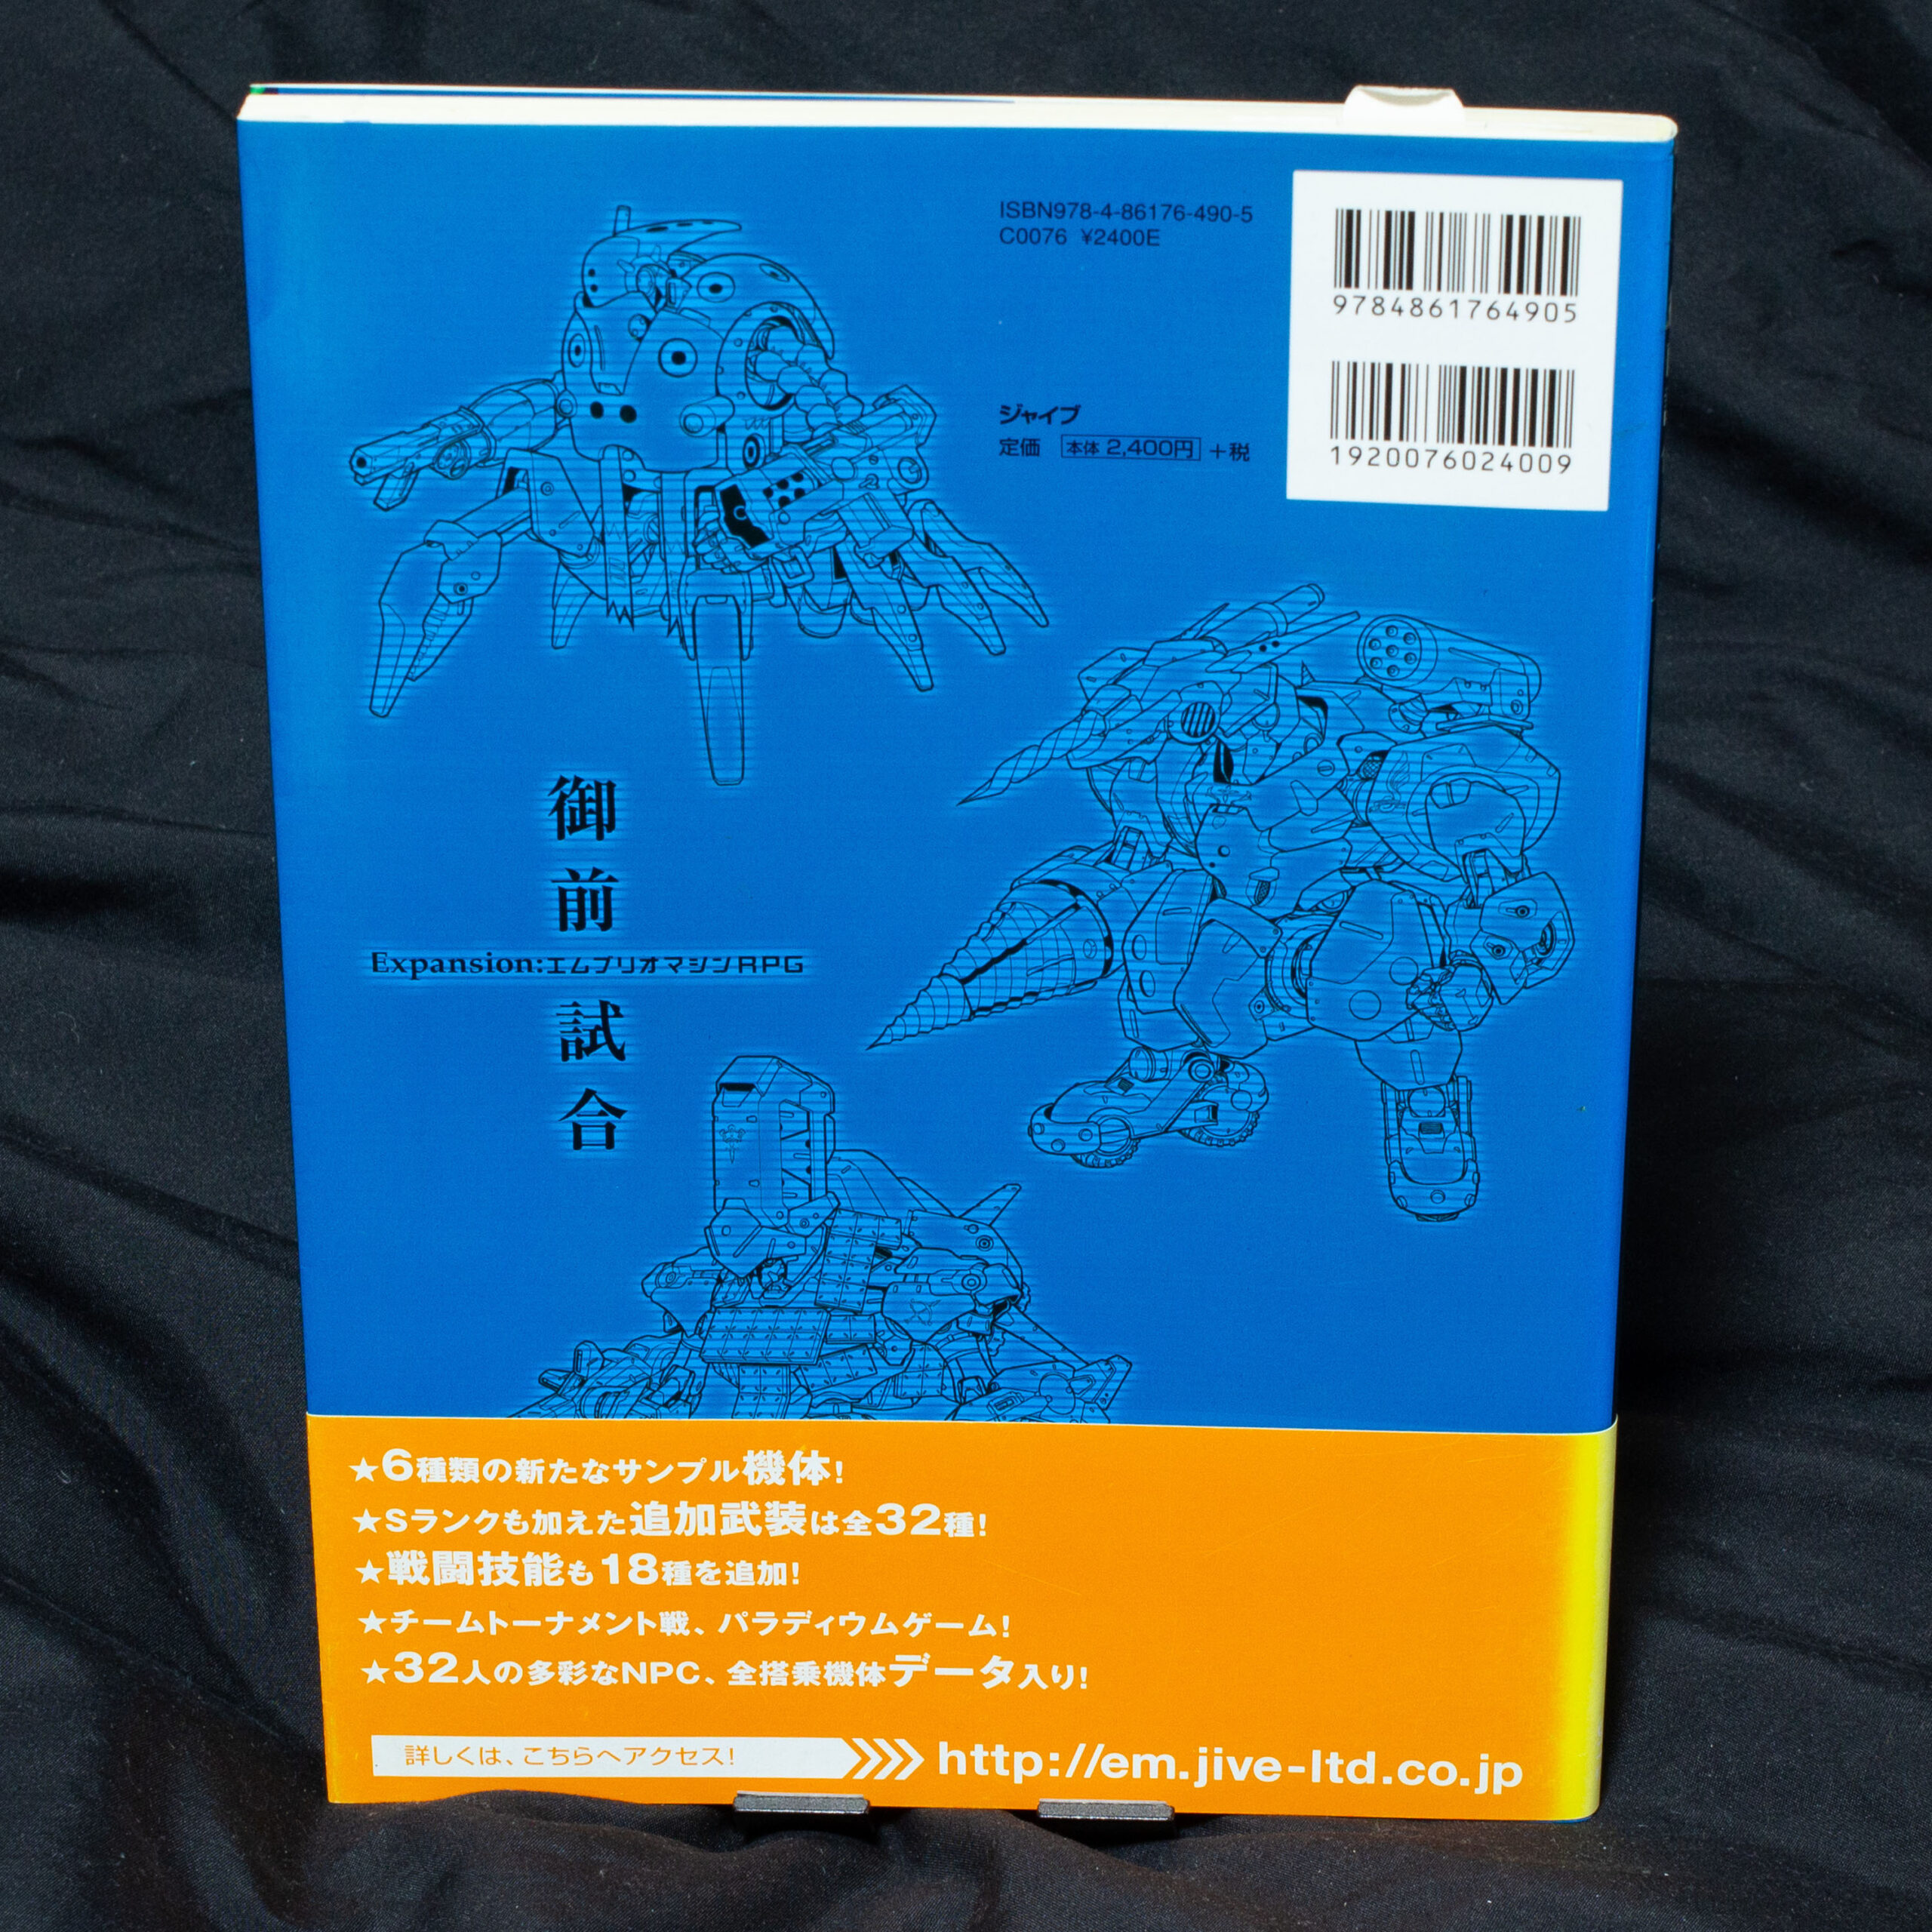 ISBN978-4-86176-490-5
C0076 ¥2400E
9784861764905
1920076024009
ジャイブ
定価 本体 2,400円 +税
御前試合
Expansion:エムブリオマシンRPG
★6種類の新たなサンプル機体!
★Sランクも加えた追加武装は全32種!
★戦闘技能も18種を追加!
★チームトーナメント戦、パラディウムゲーム!
★32人の多彩なNPC、全搭乗機体データ入り!
詳しくは、こちらへアクセス! http://em.jive-ltd.co.jp